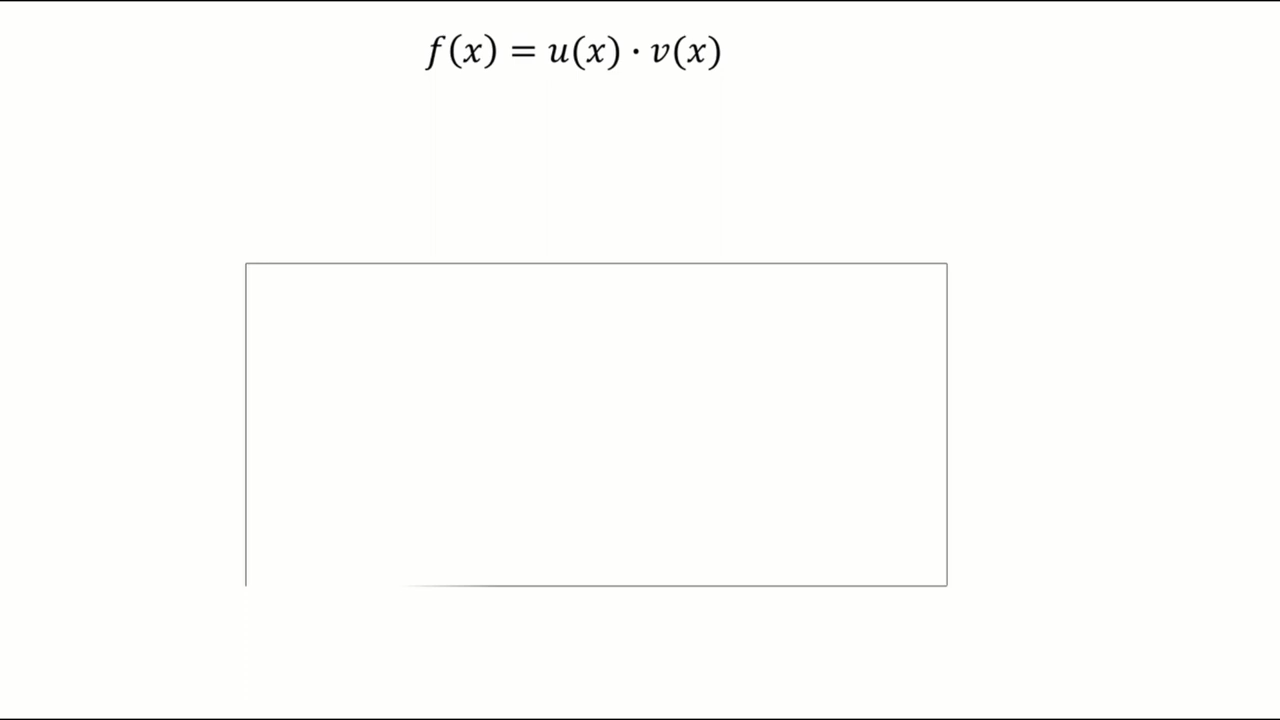 f(x) = u(x) · v(x)